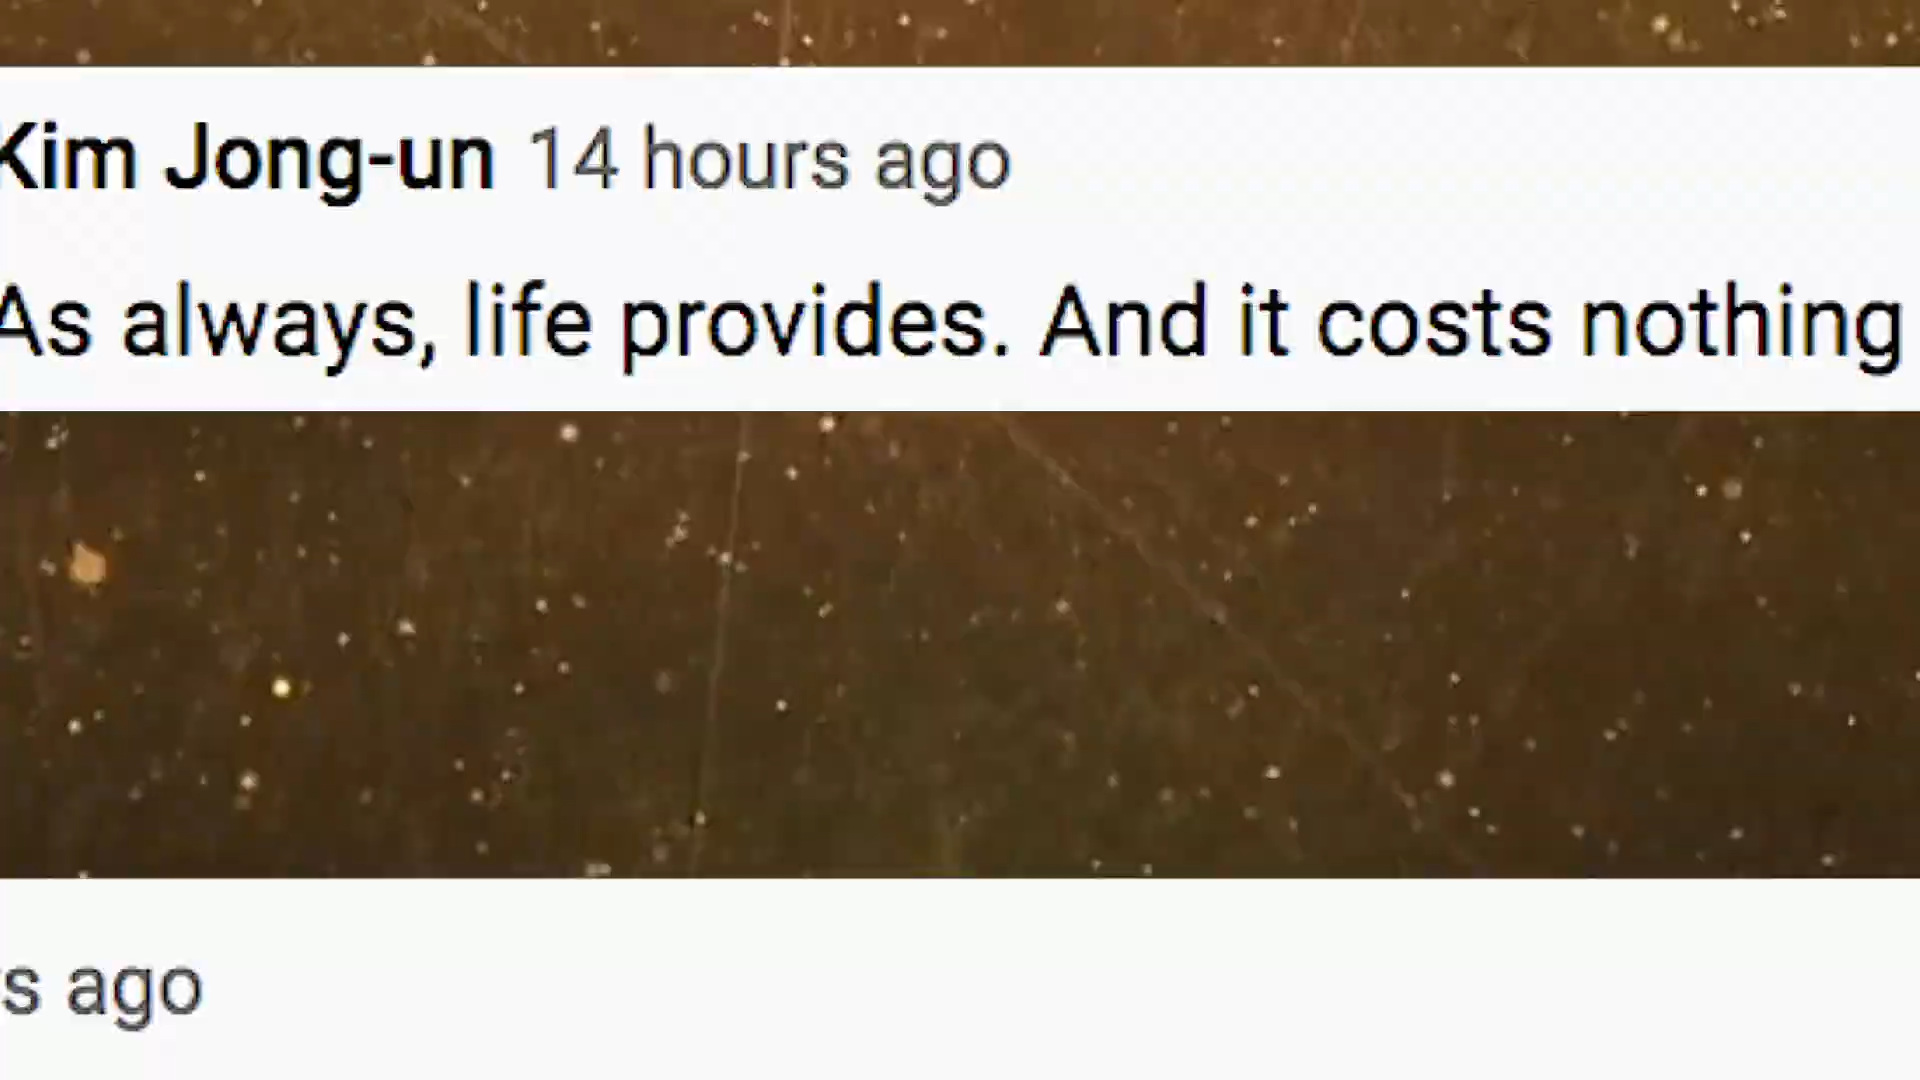 Kim Jong-un 14 hours ago
As always, life provides. And it costs nothing
s ago